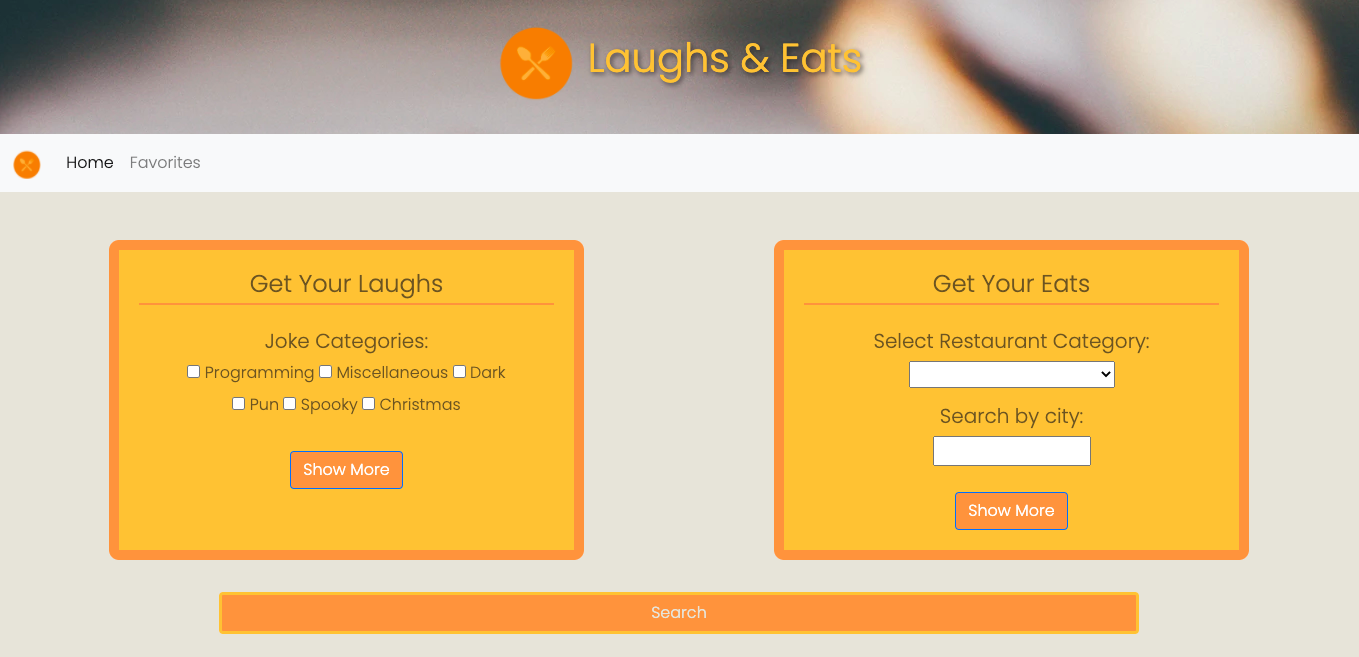 Laughs & Eats
Home Favorites
Get Your Laughs
Joke Categories:
Programming Miscellaneous Dark
Pun Spooky Christmas
Show More
Get Your Eats
Select Restaurant Category:
Search by city:
Show More
Search